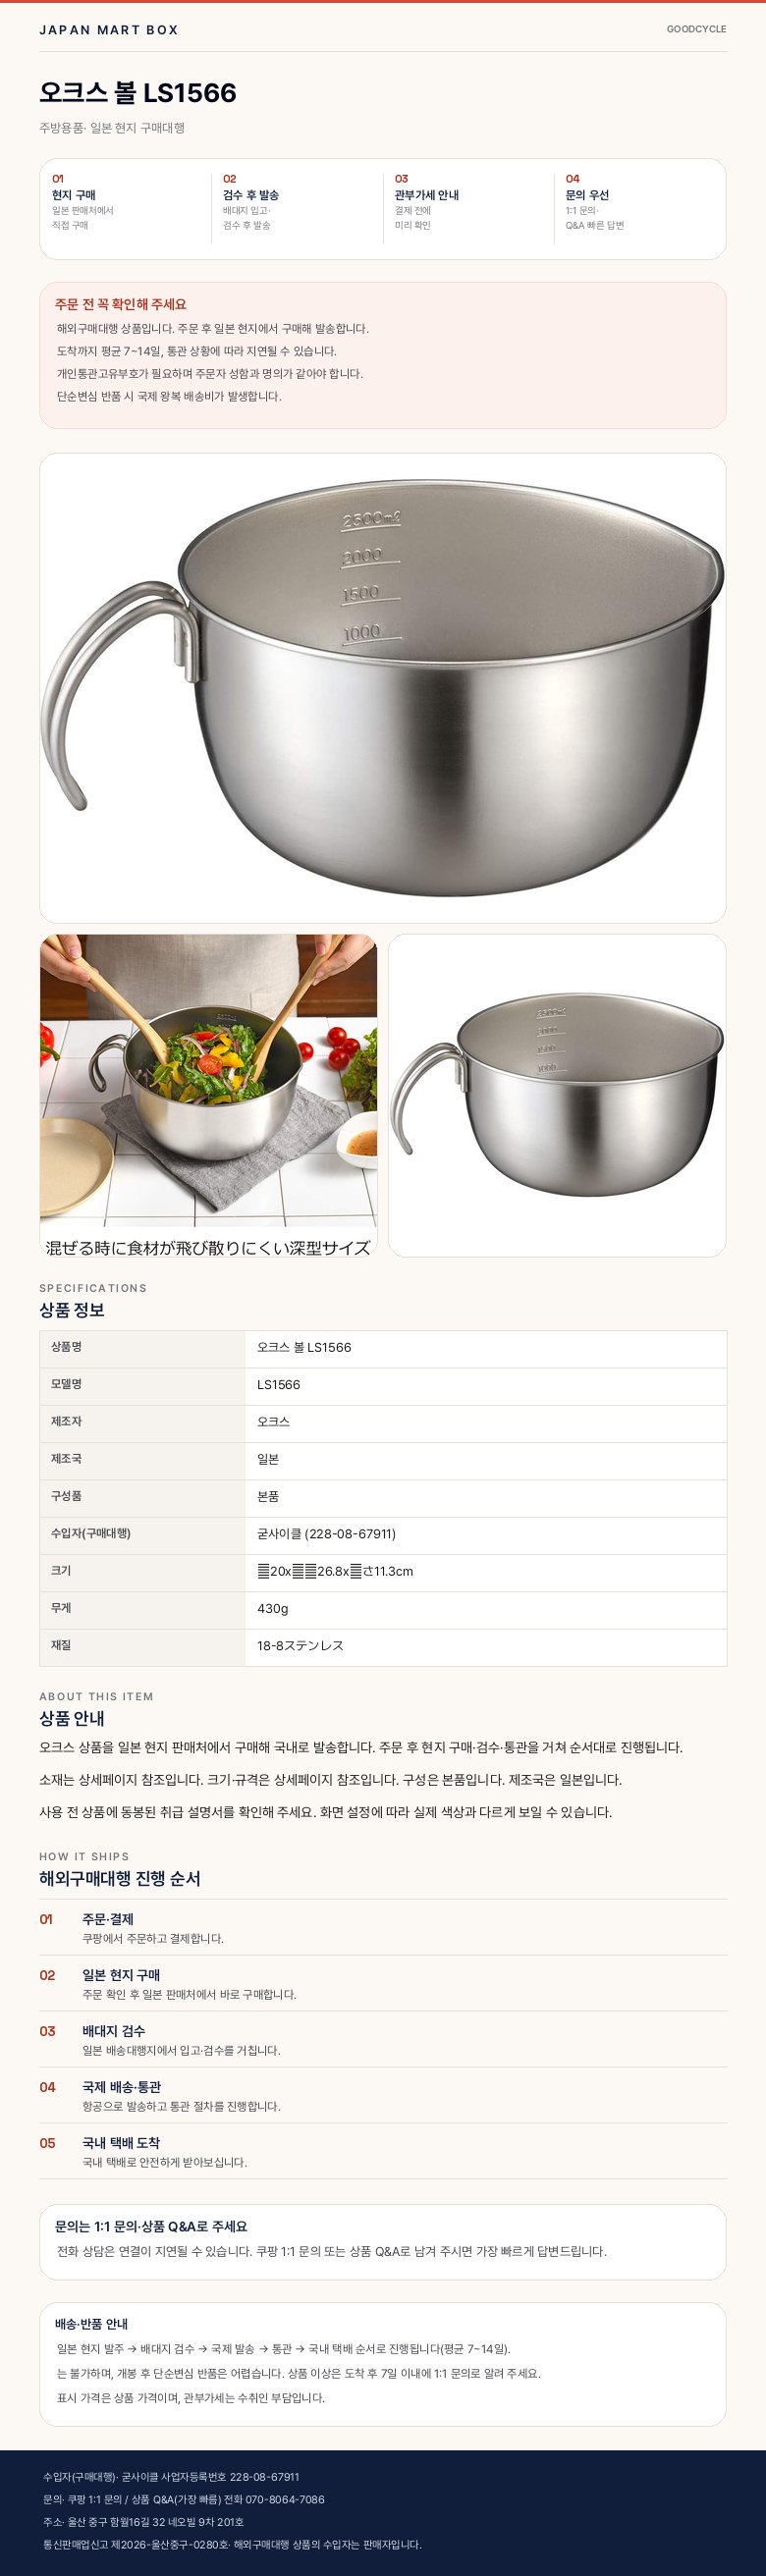 JAPAN MART BOX
GOODCYCLE
오크스 볼 LS1566
주방용품· 일본 현지 구매대행
01
현지 구매
일본 판매처에서
직접 구매
02
검수 후 발송
배대지 입고·
검수 후 발송
03
관부가세 안내
결제 전에
미리 확인
04
문의 우선
1:1 문의·
Q&A 빠른 답변
주문 전 꼭 확인해 주세요
해외구매대행 상품입니다. 주문 후 일본 현지에서 구매해 발송합니다.
도착까지 평균 7~14일, 통관 상황에 따라 지연될 수 있습니다.
개인통관고유부호가 필요하며 주문자 성함과 명의가 같아야 합니다.
단순변심 반품 시 국제 왕복 배송비가 발생합니다.
2500mℓ
2000
1500
1000
2000
1500
1000
混ぜる時に食材が飛び散りにくい深型サイズ
SPECIFICATIONS
상품 정보
상품명 오크스 볼 LS1566
모델명 LS1566
제조자 오크스
제조국 일본
구성품 본품
수입자(구매대행) 굳사이클 (228-08-67911)
크기 20x26.8xさ11.3cm
무게 430g
재질 18-8ステンレス
ABOUT THIS ITEM
상품 안내
오크스 상품을 일본 현지 판매처에서 구매해 국내로 발송합니다. 주문 후 현지 구매·검수·통관을 거쳐 순서대로 진행됩니다.
소재는 상세페이지 참조입니다. 크기·규격은 상세페이지 참조입니다. 구성은 본품입니다. 제조국은 일본입니다.
사용 전 상품에 동봉된 취급 설명서를 확인해 주세요. 화면 설정에 따라 실제 색상과 다르게 보일 수 있습니다.
HOW IT SHIPS
해외구매대행 진행 순서
01 주문·결제
쿠팡에서 주문하고 결제합니다.
02 일본 현지 구매
주문 확인 후 일본 판매처에서 바로 구매합니다.
03 배대지 검수
일본 배송대행지에서 입고·검수를 거칩니다.
04 국제 배송·통관
항공으로 발송하고 통관 절차를 진행합니다.
05 국내 택배 도착
국내 택배로 안전하게 받아보십니다.
문의는 1:1 문의·상품 Q&A로 주세요
전화 상담은 연결이 지연될 수 있습니다. 쿠팡 1:1 문의 또는 상품 Q&A로 남겨 주시면 가장 빠르게 답변드립니다.
배송·반품 안내
일본 현지 발주 → 배대지 검수 → 국제 발송 → 통관 → 국내 택배 순서로 진행됩니다(평균 7~14일).
는 불가하며, 개봉 후 단순변심 반품은 어렵습니다. 상품 이상은 도착 후 7일 이내에 1:1 문의로 알려 주세요.
표시 가격은 상품 가격이며, 관부가세는 수취인 부담입니다.
수입자(구매대행)· 굳사이클 사업자등록번호 228-08-67911
문의· 쿠팡 1:1 문의 / 상품 Q&A(가장 빠름) 전화 070-8064-7086
주소· 울산 중구 함월16길 32 네오빌 9차 201호
통신판매업신고 제2026-울산중구-0280호· 해외구매대행 상품의 수입자는 판매자입니다.